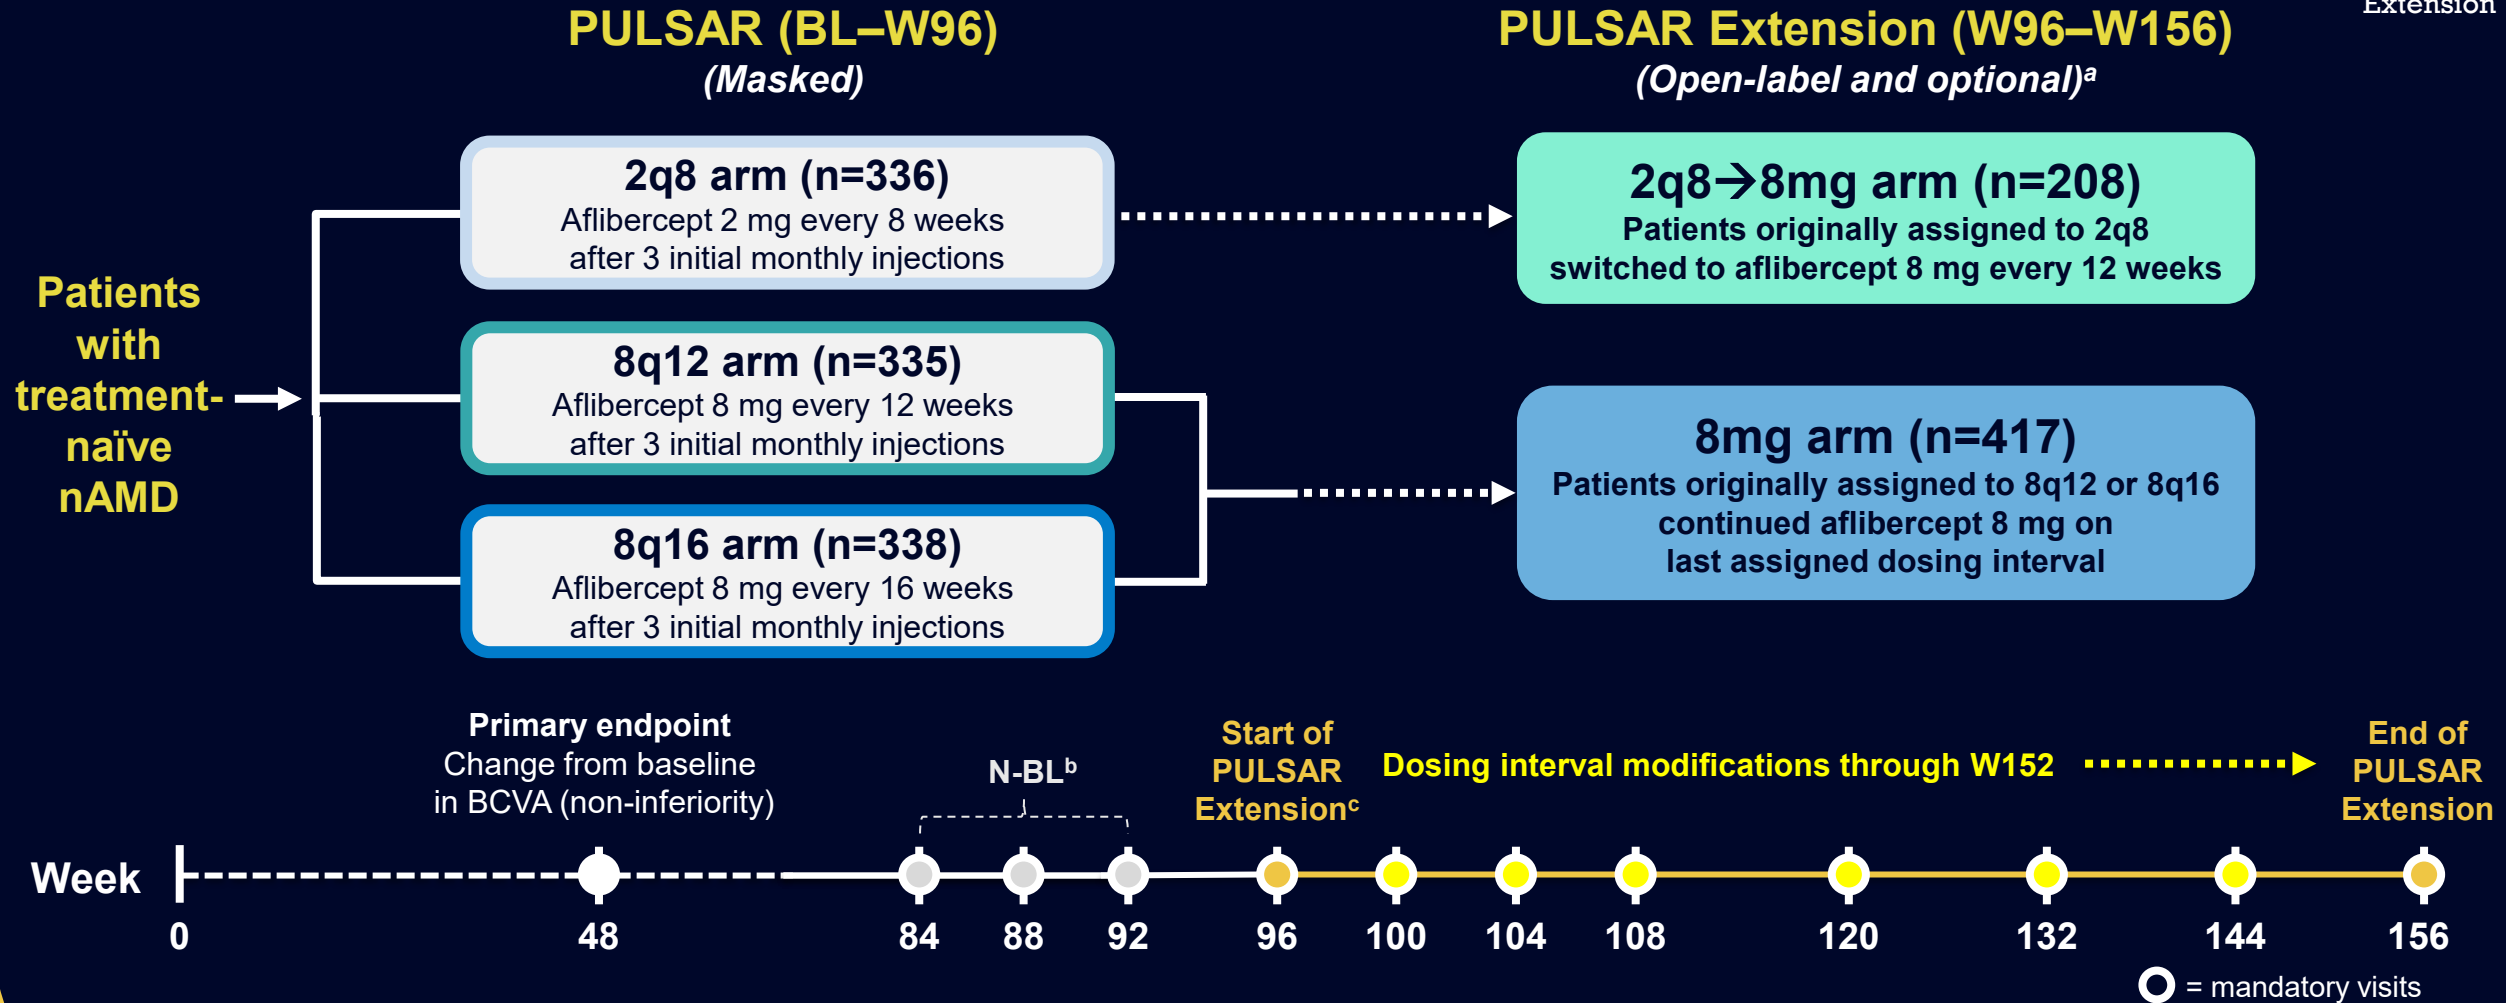 Extension
PULSAR (BL–W96)
(Masked)
PULSAR Extension (W96–W156)
(Open-label and optional)ᵃ
Patients
with
treatment-
naïve
nAMD
2q8 arm (n=336)
Aflibercept 2 mg every 8 weeks
after 3 initial monthly injections
8q12 arm (n=335)
Aflibercept 8 mg every 12 weeks
after 3 initial monthly injections
8q16 arm (n=338)
Aflibercept 8 mg every 16 weeks
after 3 initial monthly injections
2q8→8mg arm (n=208)
Patients originally assigned to 2q8
switched to aflibercept 8 mg every 12 weeks
8mg arm (n=417)
Patients originally assigned to 8q12 or 8q16
continued aflibercept 8 mg on
last assigned dosing interval
Primary endpoint
Change from baseline
in BCVA (non-inferiority)
N-BLᵇ
Start of
PULSAR
Extensionᶜ
Dosing interval modifications through W152
End of
PULSAR
Extension
Week
0 48 84 88 92 96 100 104 108 120 132 144 156
= mandatory visits